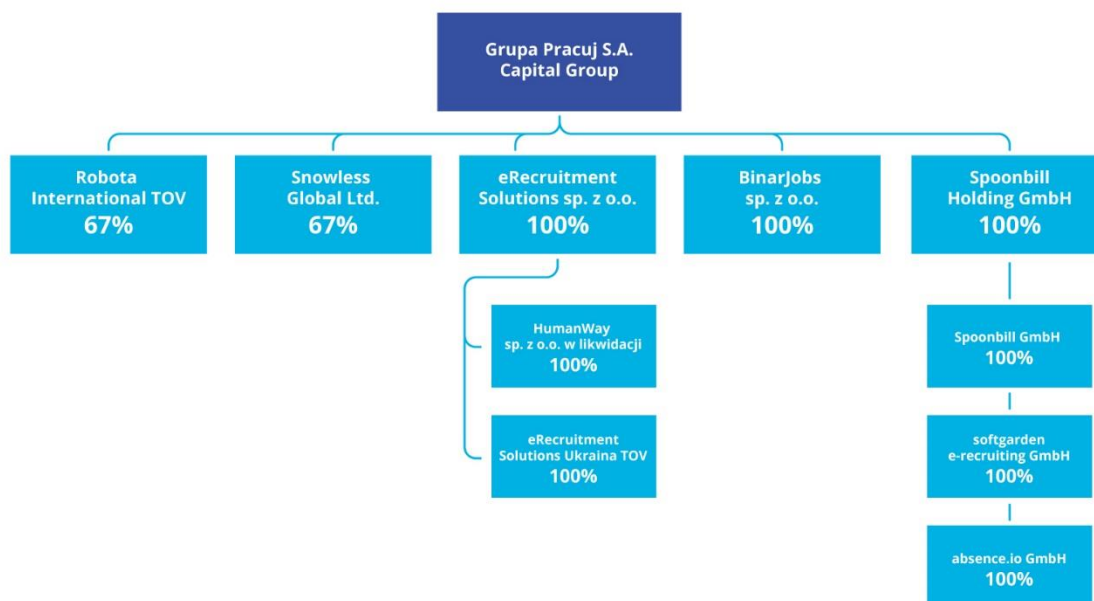 Grupa Pracuj S.A.
Capital Group
Robota
International TOV
67%
Snowless
Global Ltd.
67%
eRecruitment
Solutions sp. z o.o.
100%
BinarJobs
sp. z o.o.
100%
Spoonbill
Holding GmbH
100%
HumanWay
sp. z o.o. w likwidacji
100%
eRecruitment
Solutions Ukraina TOV
100%
Spoonbill GmbH
100%
softgarden
e-recruiting GmbH
100%
absence.io GmbH
100%